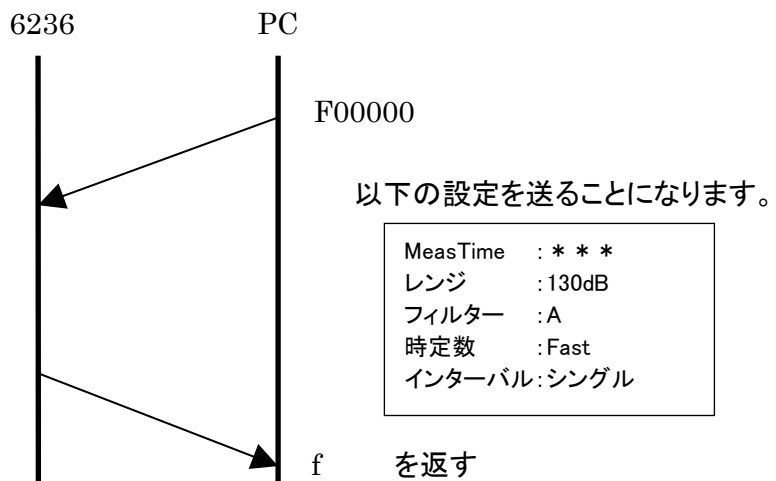 6236 PC
F00000
以下の設定を送ることになります。
MeasTime :***
レンジ :130dB
フィルター :A
時定数 :Fast
インターバル:シングル
f を返す